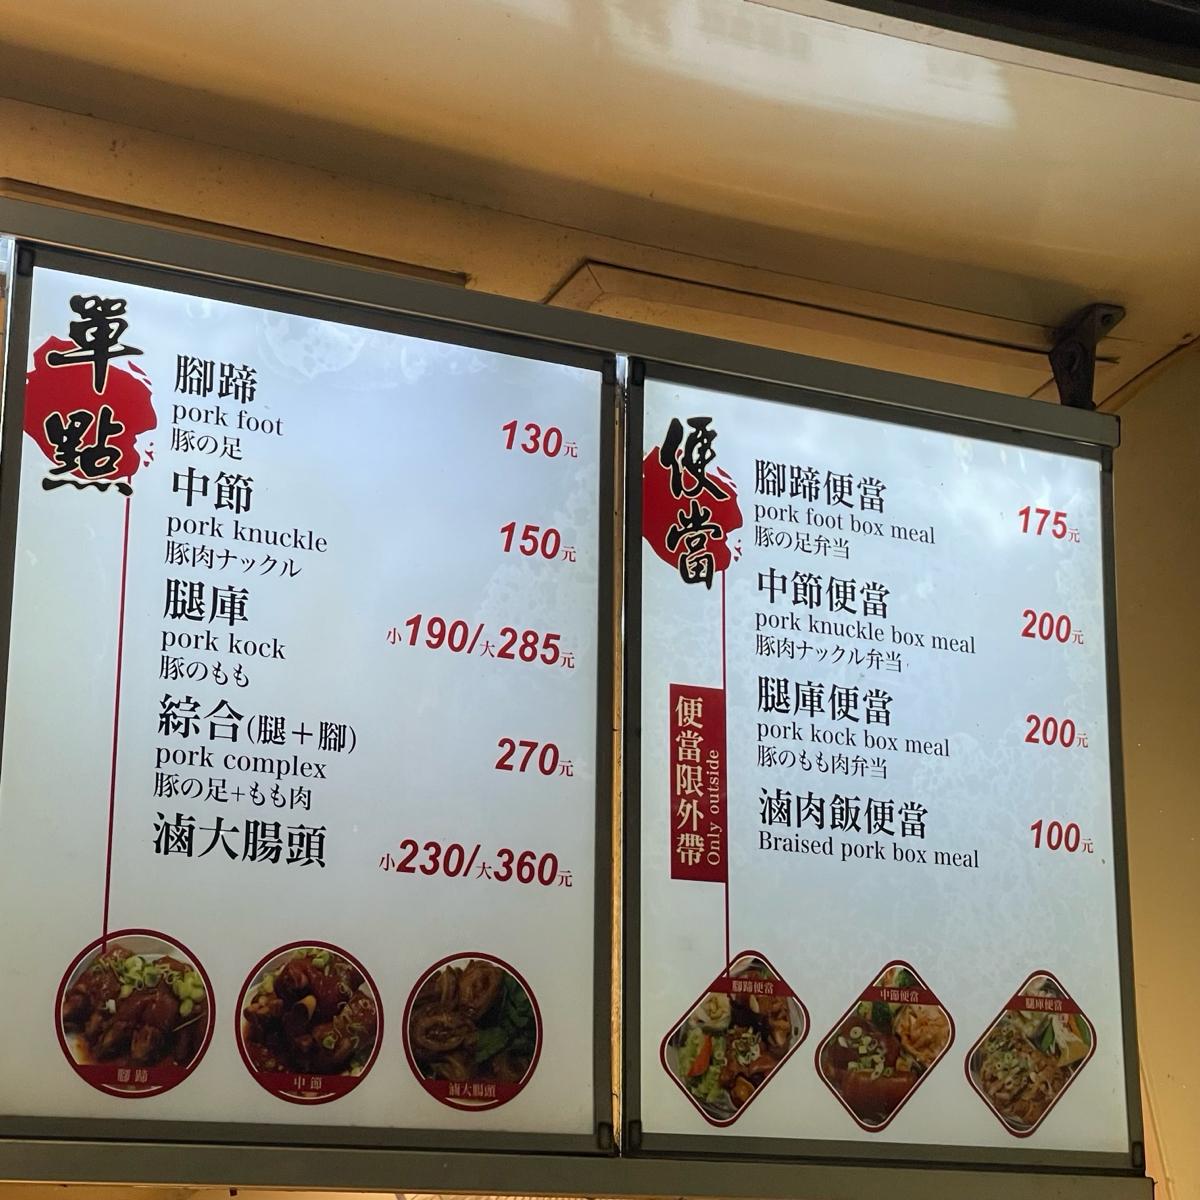 單點
腳蹄
pork foot
豚の足
130元
中節
pork knuckle
豚肉ナックル
150元
腿庫
pork kock
豚のもも
小190/大285元
綜合(腿+腳)
pork complex
豚の足+もも肉
270元
滷大腸頭
小230/大360元
腳蹄
中節
滷大腸頭
便當
便當限外帶
Only outside
腳蹄便當
pork foot box meal
豚の足弁当
175元
中節便當
pork knuckle box meal
豚肉ナックル弁当
200元
腿庫便當
pork kock box meal
豚のもも肉弁当
200元
滷肉飯便當
Braised pork box meal
100元
腳蹄便當
中節便當
腿庫便當